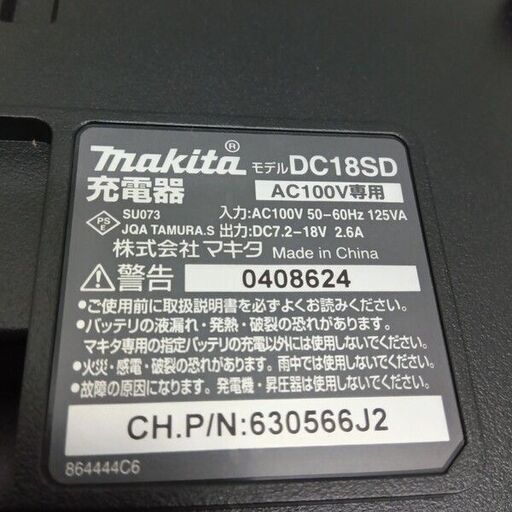 makita® モデル DC18SD
充電器 AC100V専用
PS E SU073 入力:AC100V 50-60Hz 125VA
JQA TAMURA.S 出力:DC7.2-18V 2.6A
株式会社マキタ Made in China
警告 0408624
●ご使用前に取扱説明書を必ずよくお読みください。
●バッテリの液漏れ・発熱・破裂の恐れがあります。
マキタ専用の指定バッテリの充電以外には使用しないでください。
●火災・感電・破裂の恐れがあります。雨中では使用しないでください。
●故障の原因になります。発電機・昇圧器は使用しないでください。
CH.P/N:630566J2
864444C6